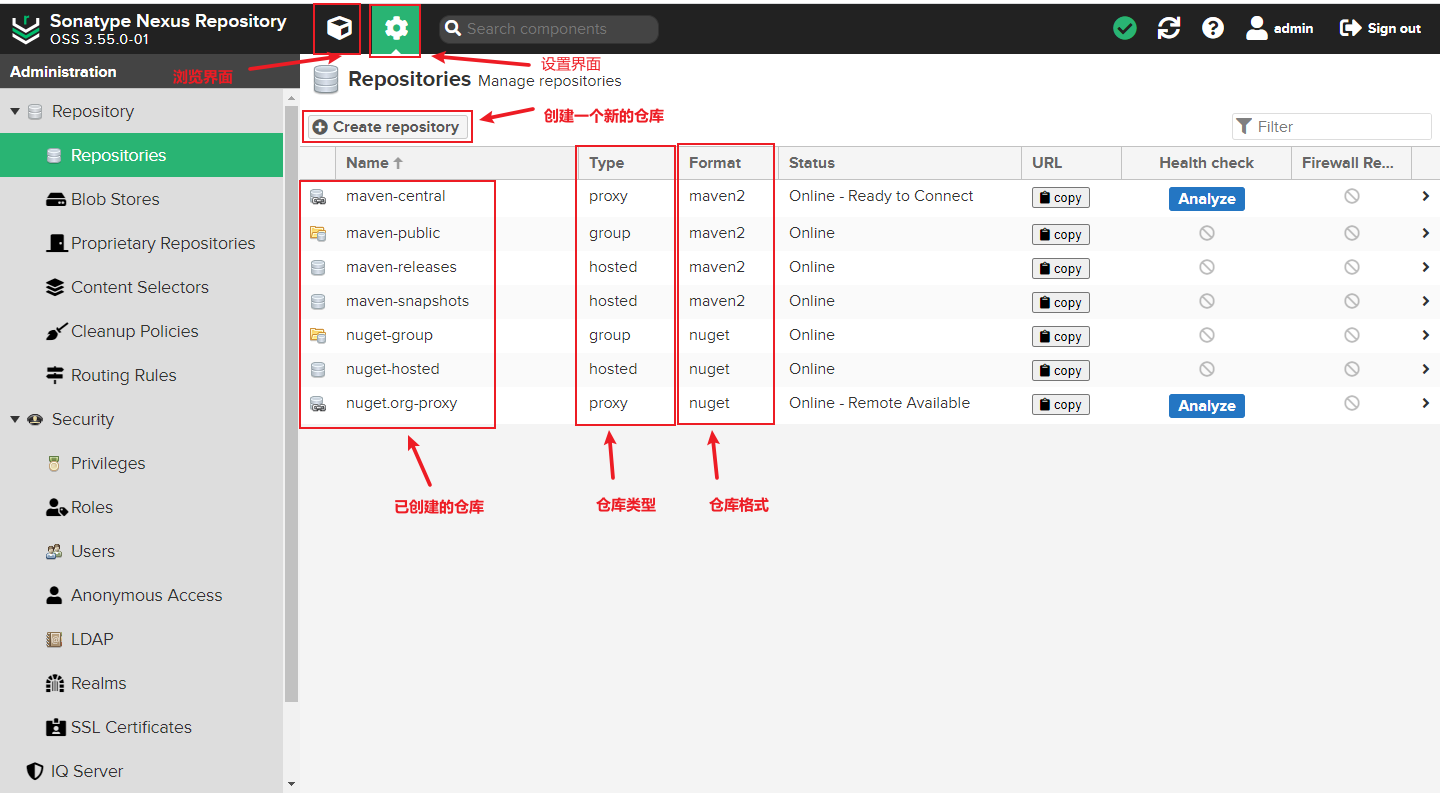 Sonatype Nexus Repository
OSS 3.55.0-01
Search components
admin
Sign out
Administration
浏览界面
设置界面
Repositories Manage repositories
Create repository
创建一个新的仓库
Filter
Name Type Format Status URL Health check Firewall Re...
maven-central proxy maven2 Online - Ready to Connect copy Analyze
maven-public group maven2 Online copy
maven-releases hosted maven2 Online copy
maven-snapshots hosted maven2 Online copy
nuget-group group nuget Online copy
nuget-hosted hosted nuget Online copy
nuget.org-proxy proxy nuget Online - Remote Available copy Analyze
已创建的仓库
仓库类型
仓库格式
Repository
Repositories
Blob Stores
Proprietary Repositories
Content Selectors
Cleanup Policies
Routing Rules
Security
Privileges
Roles
Users
Anonymous Access
LDAP
Realms
SSL Certificates
IQ Server